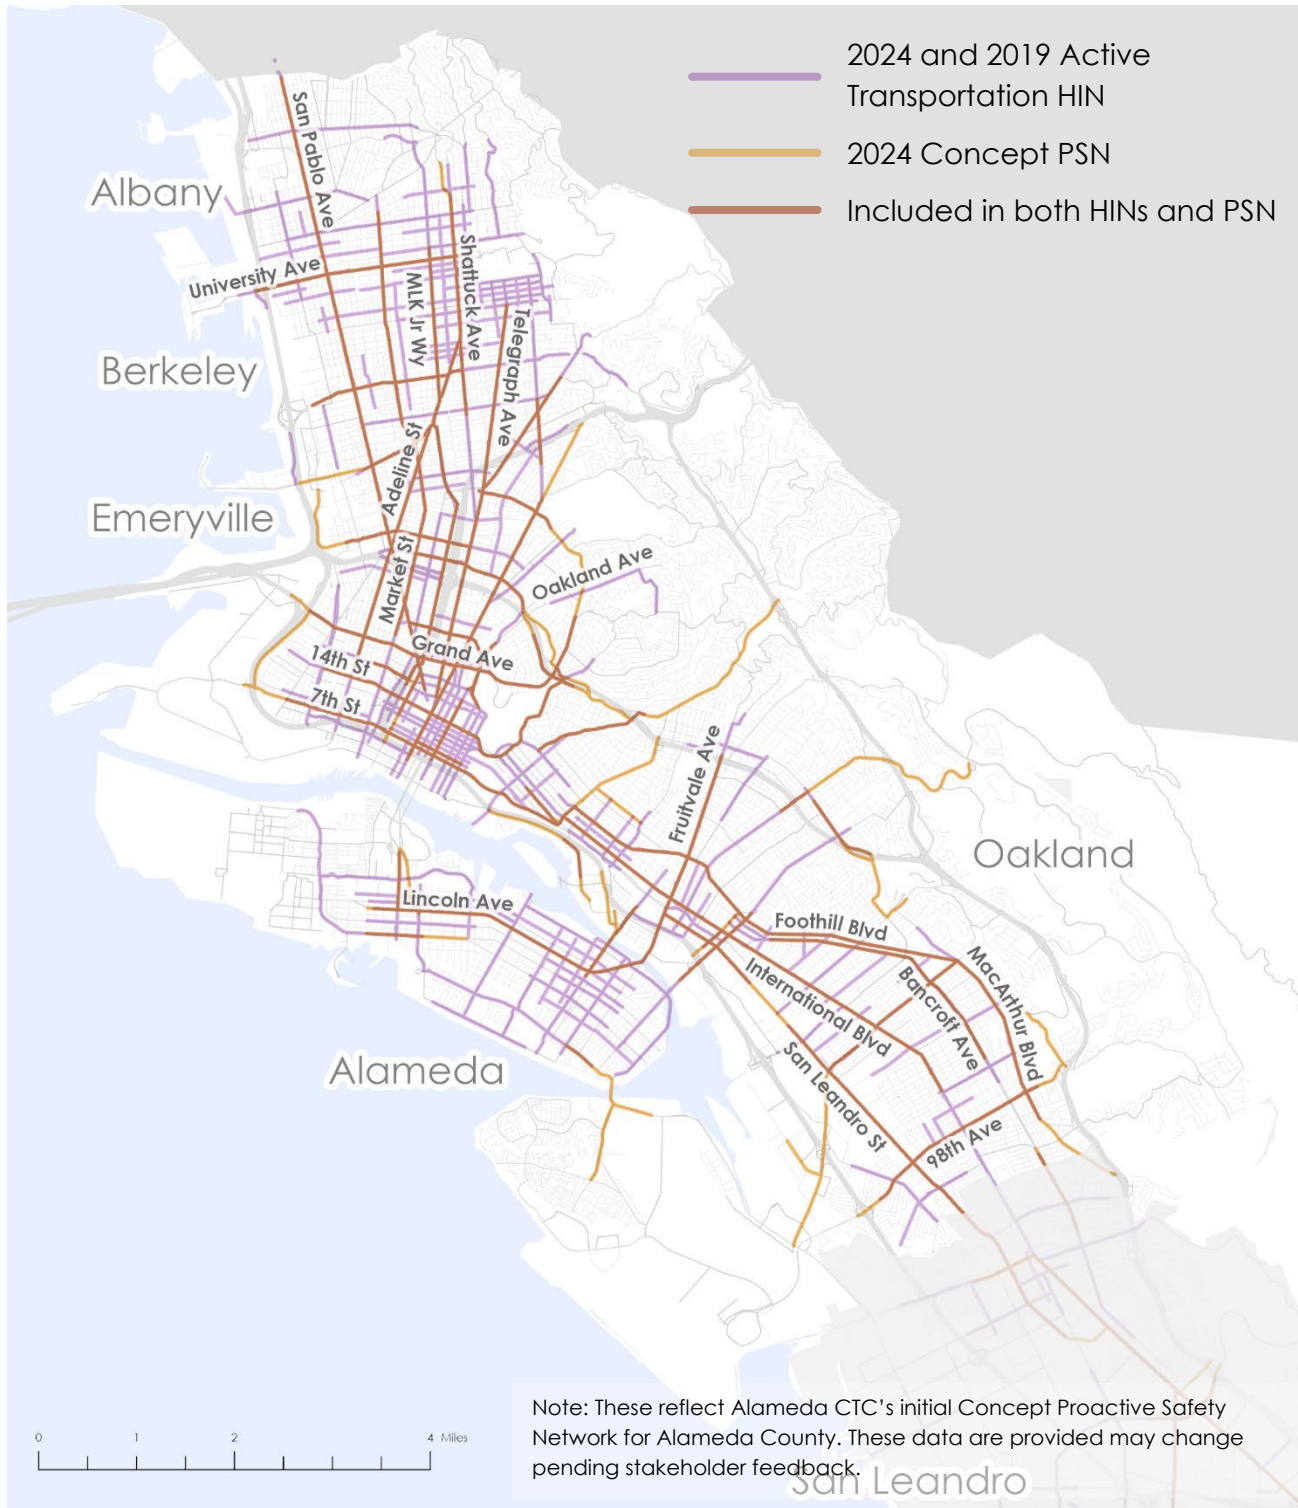 2024 and 2019 Active
Transportation HIN
2024 Concept PSN
Included in both HINs and PSN
San Pablo Ave
Albany
Shattuck Ave
University Ave
MLK Jr Wy
Telegraph Ave
Berkeley
Adeline St
Emeryville
Market St
Oakland Ave
Grand Ave
14th St
7th St
Fruitvale Ave
Oakland
Lincoln Ave
Foothill Blvd
MacArthur Blvd
Bancroft Ave
International Blvd
San Leandro St
Alameda
98th Ave
Note: These reflect Alameda CTC's initial Concept Proactive Safety
Network for Alameda County. These data are provided may change
pending stakeholder feedback.
San Leandro
0 1 2 4 Miles